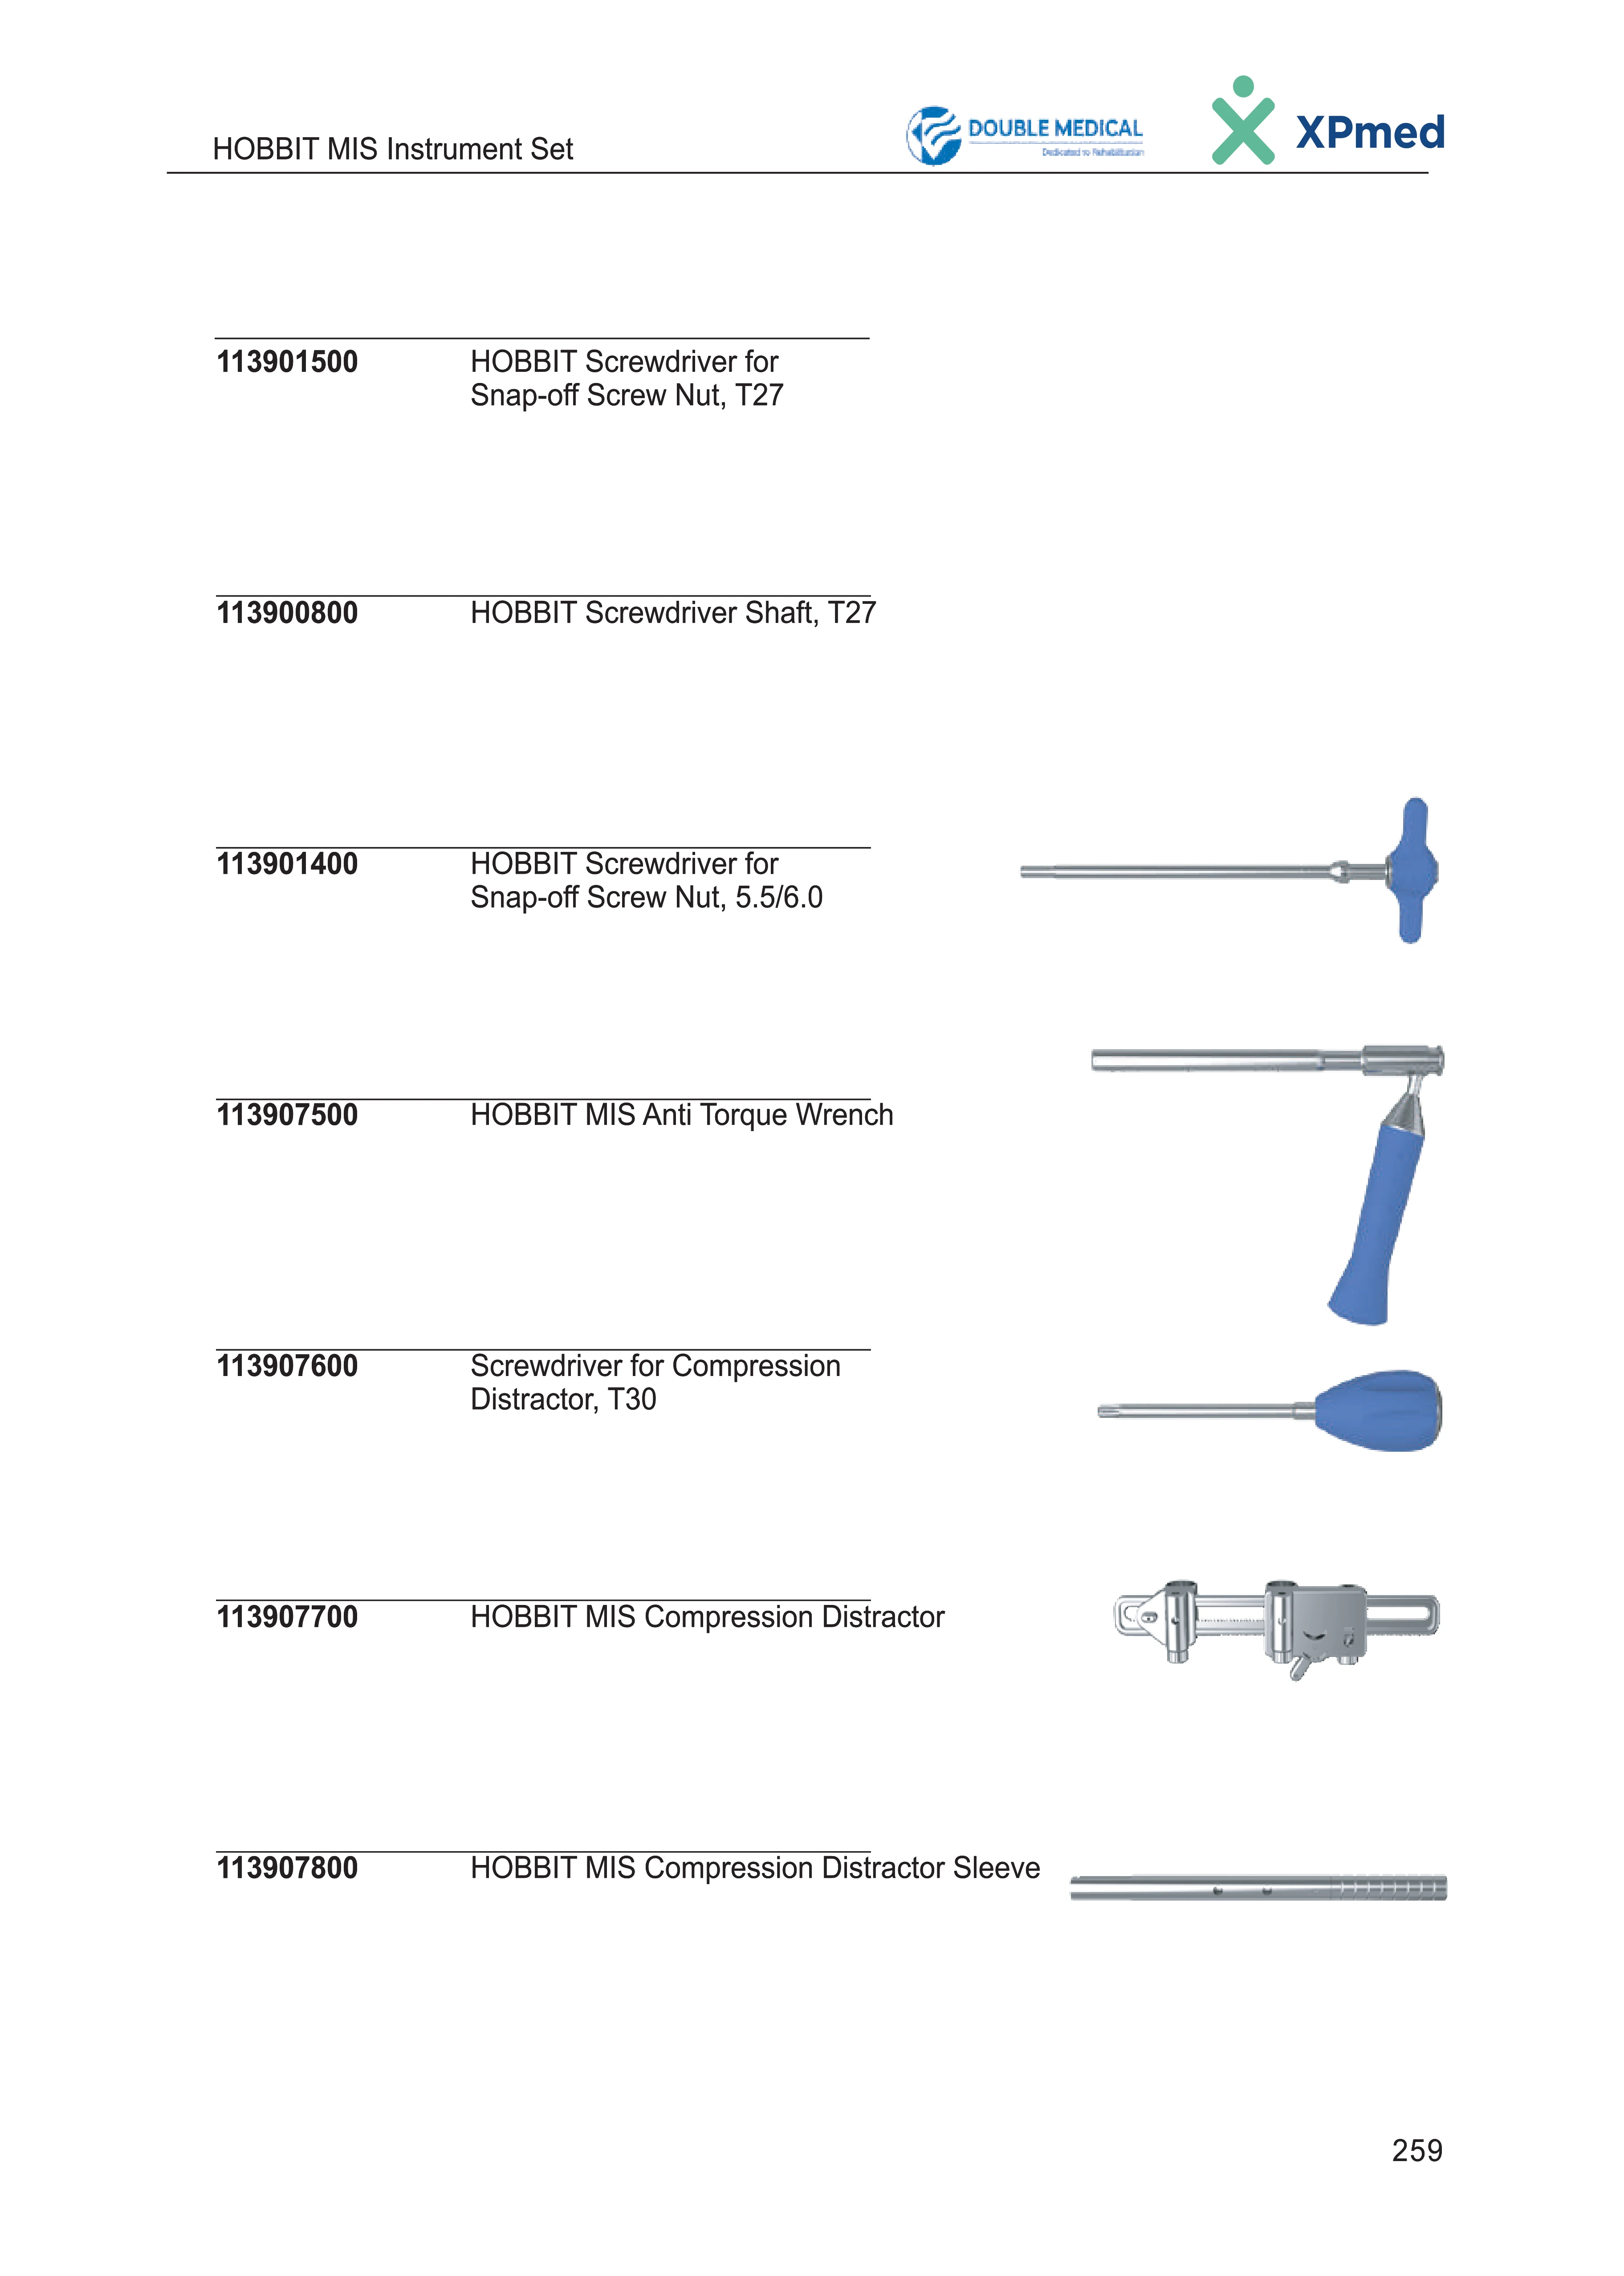 HOBBIT MIS Instrument Set
DOUBLE MEDICAL
Dedicated to Rehabilitation
XPmed
113901500 HOBBIT Screwdriver for
Snap-off Screw Nut, T27
113900800 HOBBIT Screwdriver Shaft, T27
113901400 HOBBIT Screwdriver for
Snap-off Screw Nut, 5.5/6.0
113907500 HOBBIT MIS Anti Torque Wrench
113907600 Screwdriver for Compression
Distractor, T30
113907700 HOBBIT MIS Compression Distractor
113907800 HOBBIT MIS Compression Distractor Sleeve
259